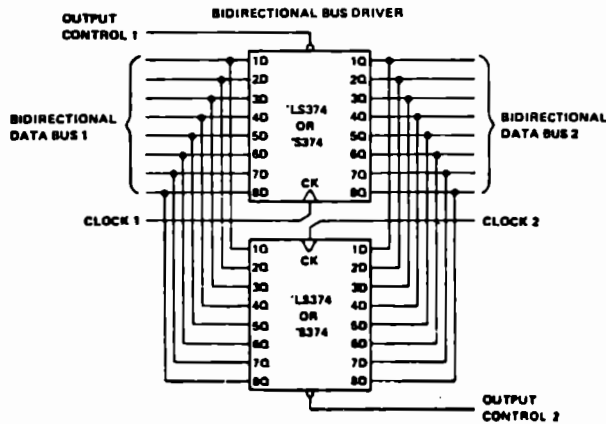 BIDIRECTIONAL BUS DRIVER
OUTPUT
CONTROL 1
1D 1Q
2D 2Q
3D 3Q
4D 4Q
5D 5Q
6D 6Q
7D 7Q
8D 8Q
'LS374
OR
'S374
CK
BIDIRECTIONAL
DATA BUS 1
BIDIRECTIONAL
DATA BUS 2
CLOCK 1
CLOCK 2
CK
1Q 1D
2Q 2D
3Q 3D
4Q 4D
5Q 5D
6Q 6D
7Q 7D
8Q 8D
'LS374
OR
'S374
OUTPUT
CONTROL 2